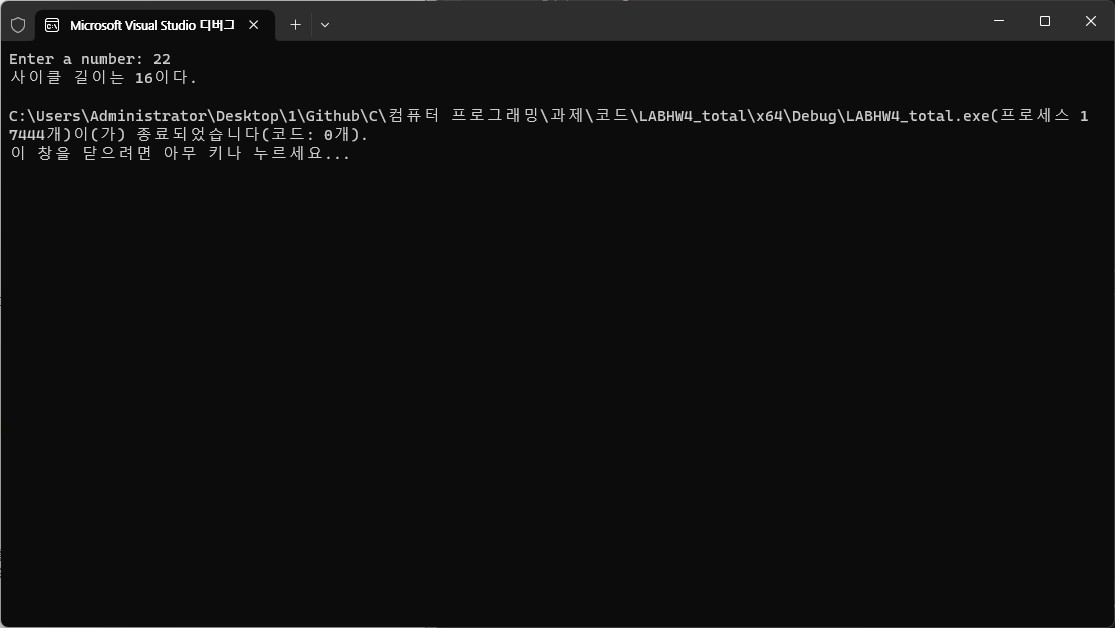 Microsoft Visual Studio 디버그
Enter a number: 22
사이클 길이는 16이다.
C:\Users\Administrator\Desktop\1\Github\C\컴퓨터 프로그래밍\과제\코드\LABHW4_total\x64\Debug\LABHW4_total.exe(프로세스 1
7444개)이(가) 종료되었습니다(코드: 0개).
이 창을 닫으려면 아무 키나 누르세요...